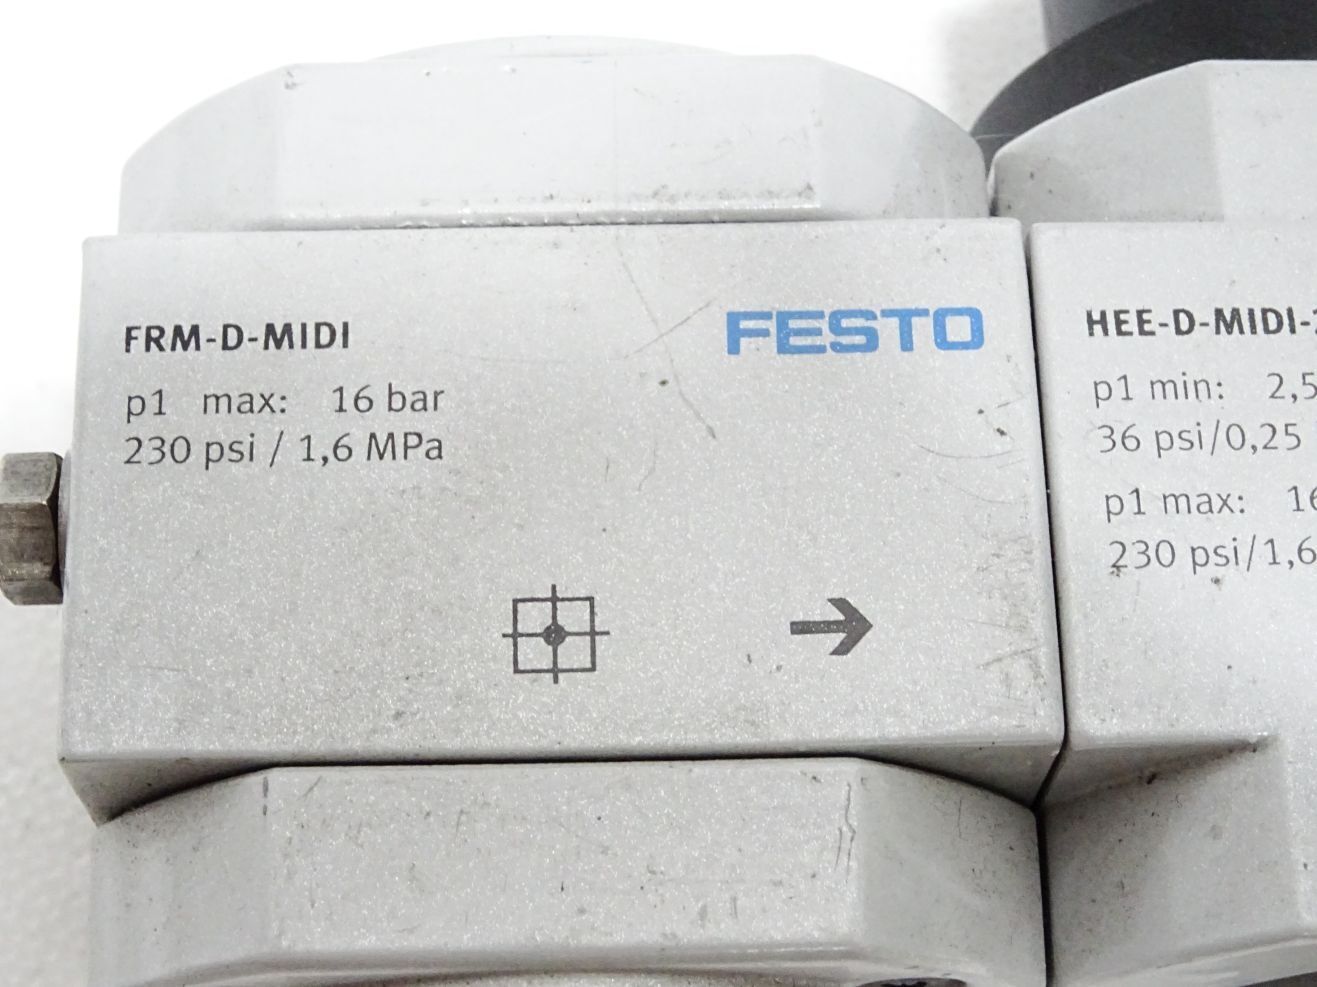 FRM-D-MIDI
p1 max: 16 bar
230 psi / 1,6 MPa
FESTO
HEE-D-MIDI-
p1 min: 2,5
36 psi/0,25
p1 max: 16
230 psi/1,6